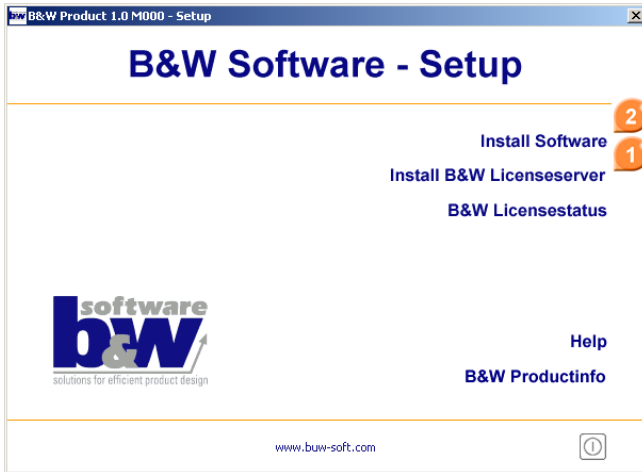 B&W Product 1.0 M000 - Setup
B&W Software - Setup
2
Install Software
1
Install B&W Licenseserver
B&W Licensestatus
software
b&w
solutions for efficient product design
Help
B&W Productinfo
www.buw-soft.com